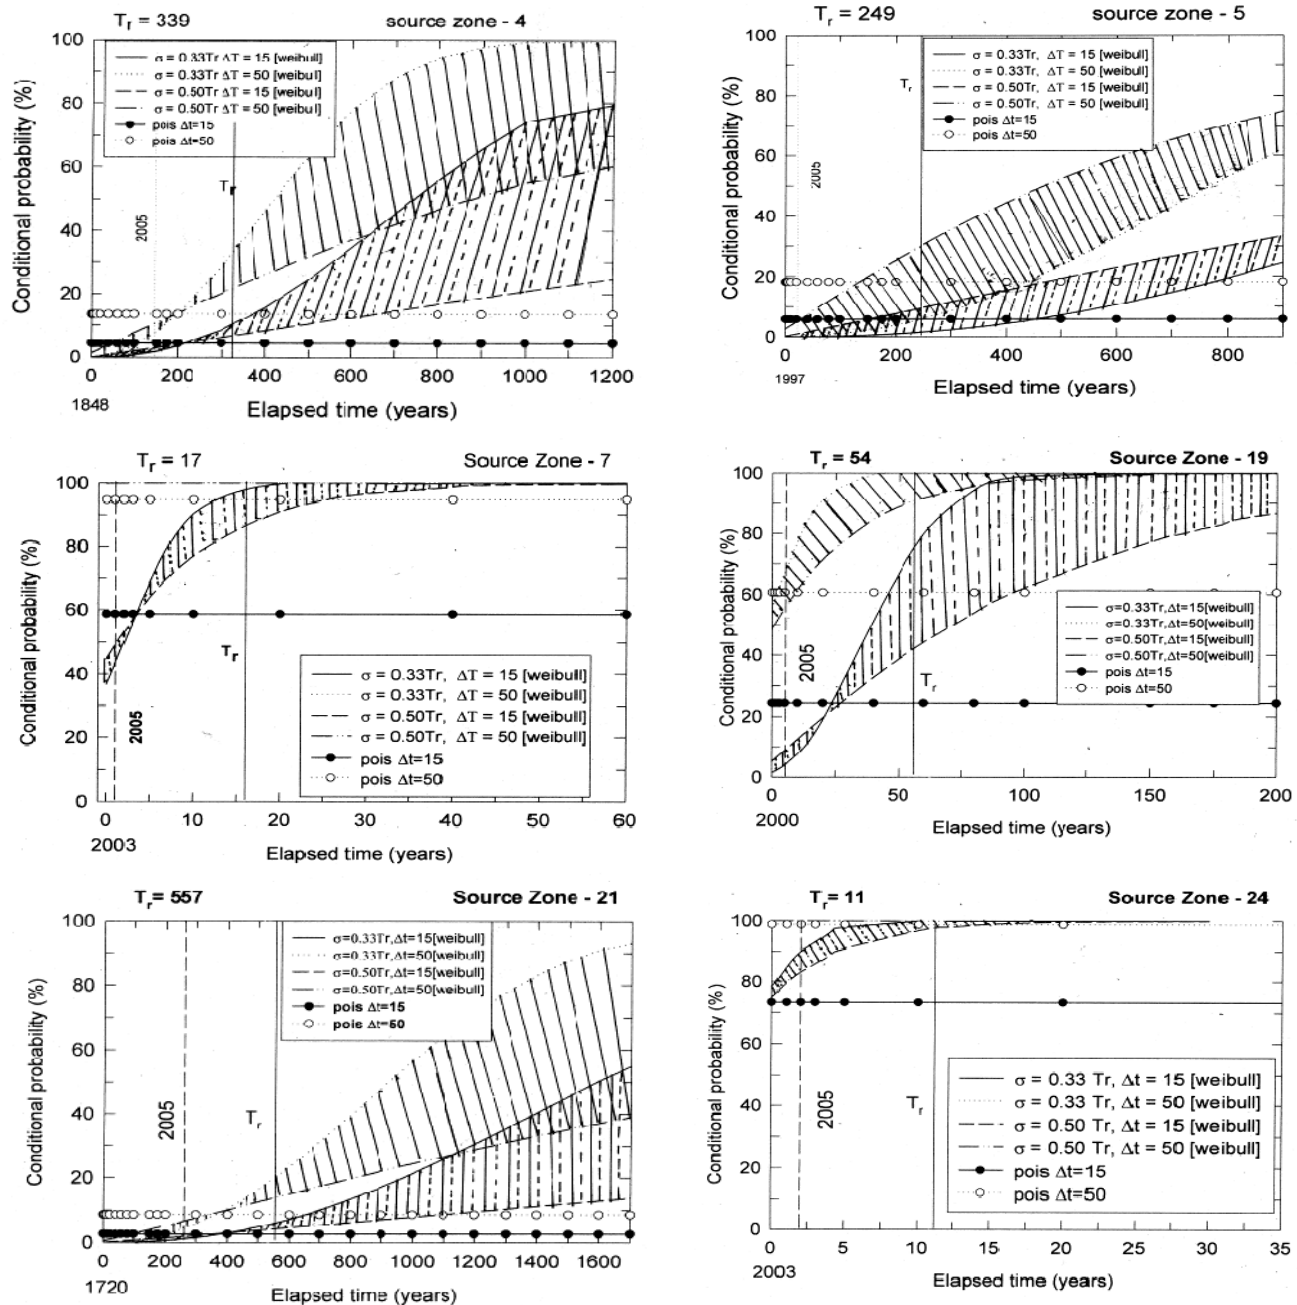 T_r = 339 source zone - 4
Conditional probability (%)
100
80
60
40
20
0
σ = 0.33Tr ΔT = 15 [weibull]
σ = 0.33Tr ΔT = 50 [weibull]
σ = 0.50Tr ΔT = 15 [weibull]
σ = 0.50Tr ΔT = 50 [weibull]
pois Δt=15
pois Δt=50
T_r
2005
0 200 400 600 800 1000 1200
1848
Elapsed time (years)
T_r = 249 source zone - 5
Conditional probability (%)
100
80
60
40
20
0
σ = 0.33Tr, ΔT = 15 [weibull]
σ = 0.33Tr, ΔT = 50 [weibull]
σ = 0.50Tr, ΔT = 15 [weibull]
σ = 0.50Tr, ΔT = 50 [weibull]
pois Δt=15
pois Δt=50
T_r
2005
0 200 400 600 800
1997
Elapsed time (years)
T_r = 17 Source Zone - 7
Conditional probability (%)
100
80
60
40
20
0
T_r
2005
σ = 0.33Tr, ΔT = 15 [weibull]
σ = 0.33Tr, ΔT = 50 [weibull]
σ = 0.50Tr, ΔT = 15 [weibull]
σ = 0.50Tr, ΔT = 50 [weibull]
pois Δt=15
pois Δt=50
0 10 20 30 40 50 60
2003
Elapsed time (years)
T_r = 54 Source Zone - 19
Conditional probability (%)
100
80
60
40
20
0
2005
T_r
σ=0.33Tr,Δt=15[weibull]
σ=0.33Tr,Δt=50[weibull]
σ=0.50Tr,Δt=15[weibull]
σ=0.50Tr,Δt=50[weibull]
pois Δt=15
pois Δt=50
0 50 100 150 200
2000
Elapsed time (years)
T_r= 557 Source Zone - 21
Conditional probability (%)
100
80
60
40
20
0
σ=0.33Tr,Δt=15[weibull]
σ=0.33Tr,Δt=50[weibull]
σ=0.50Tr,Δt=15[weibull]
σ=0.50Tr,Δt=50[weibull]
pois Δt=15
pois Δt=50
2005
T_r
0 200 400 600 800 1000 1200 1400 1600
1720
Elapsed time (years)
T_r= 11 Source Zone - 24
Conditional probability (%)
100
80
60
40
20
0
2005
T_r
σ = 0.33 Tr, Δt = 15 [weibull]
σ = 0.33 Tr, Δt = 50 [weibull]
σ = 0.50 Tr, Δt = 15 [weibull]
σ = 0.50 Tr, Δt = 50 [weibull]
pois Δt=15
pois Δt=50
0 5 10 15 20 25 30 35
2003
Elapsed time (years)